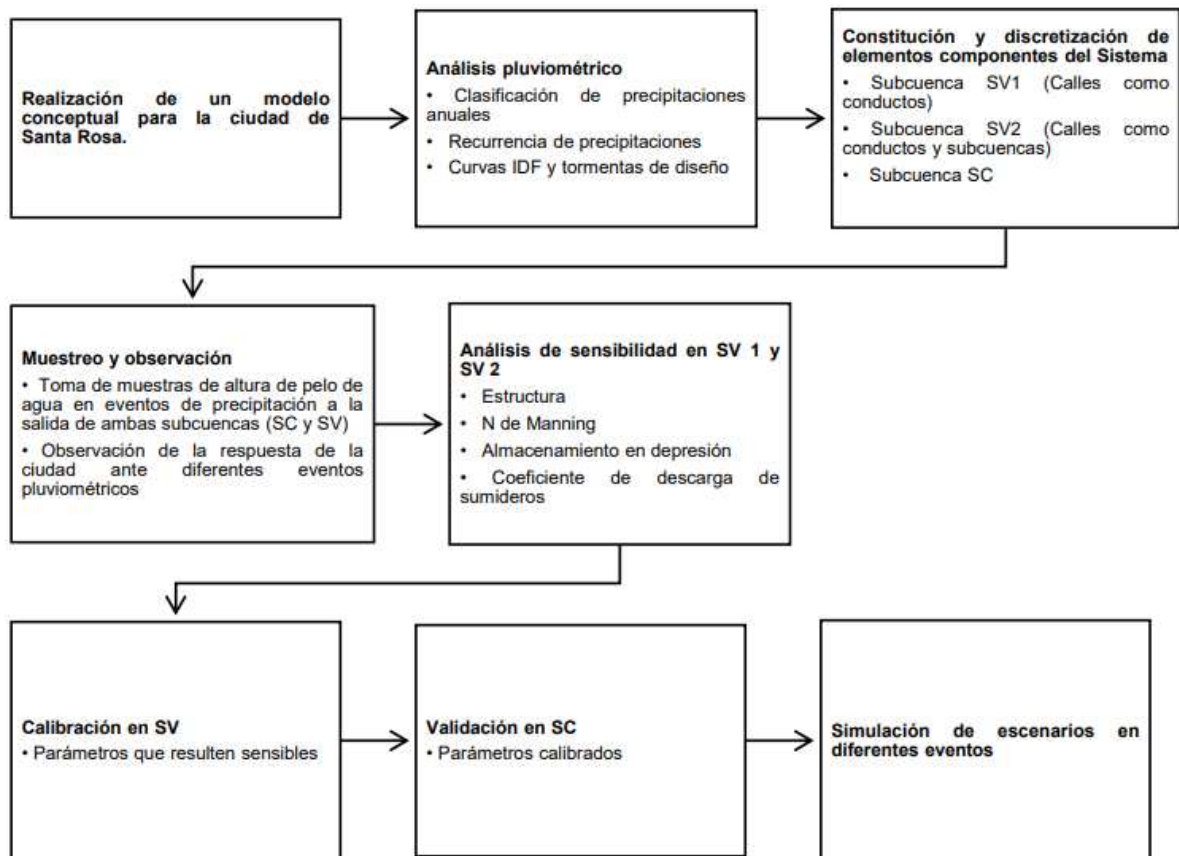 Realización de un modelo
conceptual para la ciudad de
Santa Rosa.
Análisis pluviométrico
• Clasificación de precipitaciones
anuales
• Recurrencia de precipitaciones
• Curvas IDF y tormentas de diseño
Constitución y discretización de
elementos componentes del Sistema
• Subcuenca SV1 (Calles como
conductos)
• Subcuenca SV2 (Calles como
conductos y subcuecas)
• Subcuenca SC
Muestreo y observación
• Toma de muestras de altura de pelo de
agua en eventos de precipitación a la
salida de ambas subcuencas (SC y SV)
• Observación de la respuesta de la
ciudad ante diferentes eventos
pluviométricos
Análisis de sensibilidad en SV 1 y
SV 2
• Estructura
• N de Manning
• Almacenamiento en depresión
• Coeficiente de descarga de
sumideros
Calibración en SV
• Parámetros que resulten sensibles
Validación en SC
• Parámetros calibrados
Simulación de escenarios en
diferentes eventos